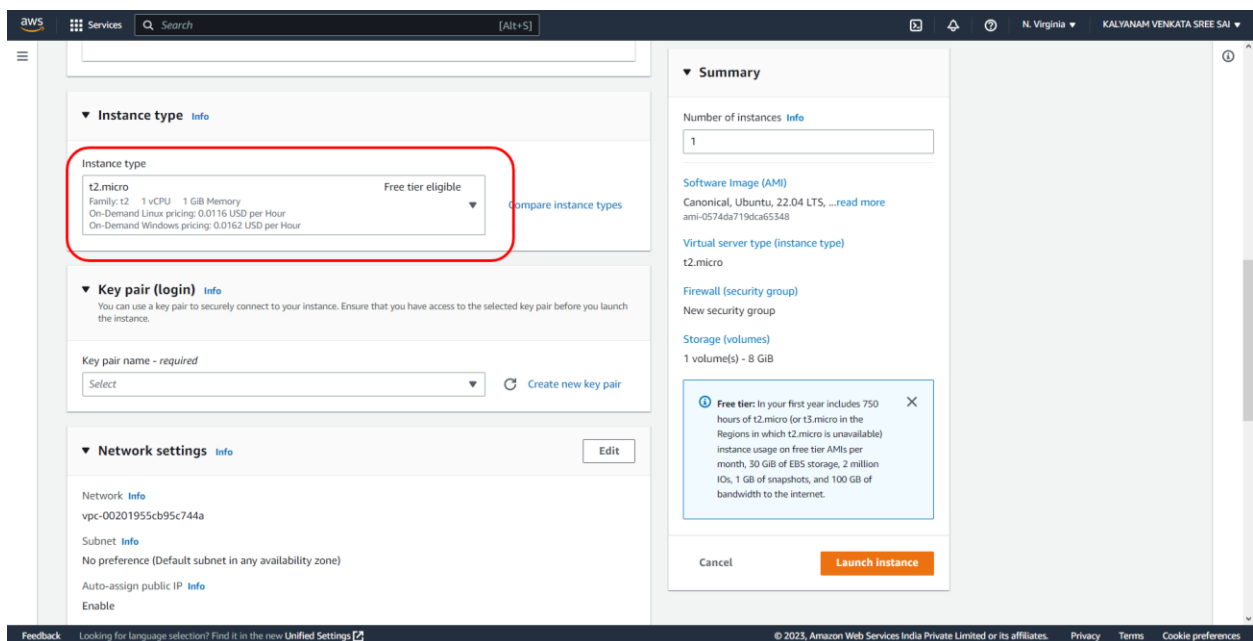 aws
Services
Search
[Alt+S]
N. Virginia
KALYANAM VENKATA SREE SAI
Instance type Info
Instance type
t2.micro Free tier eligible
Family: t2 1 vCPU 1 GiB Memory
On-Demand Linux pricing: 0.0116 USD per Hour
On-Demand Windows pricing: 0.0162 USD per Hour
Compare instance types
Key pair (login) Info
You can use a key pair to securely connect to your instance. Ensure that you have access to the selected key pair before you launch
the instance.
Key pair name - required
Select
Create new key pair
Network settings Info
Edit
Network Info
vpc-00201955cb95c744a
Subnet Info
No preference (Default subnet in any availability zone)
Auto-assign public IP Info
Enable
Summary
Number of instances Info
1
Software Image (AMI)
Canonical, Ubuntu, 22.04 LTS, ...read more
ami-0574da719dca65348
Virtual server type (instance type)
t2.micro
Firewall (security group)
New security group
Storage (volumes)
1 volume(s) - 8 GiB
Free tier: In your first year includes 750
hours of t2.micro (or t3.micro in the
Regions in which t2.micro is unavailable)
instance usage on free tier AMIs per
month, 30 GiB of EBS storage, 2 million
IOs, 1 GB of snapshots, and 100 GB of
bandwidth to the internet.
Cancel
Launch instance
Feedback
Looking for language selection? Find it in the new Unified Settings
© 2023, Amazon Web Services India Private Limited or its affiliates.
Privacy
Terms
Cookie preferences